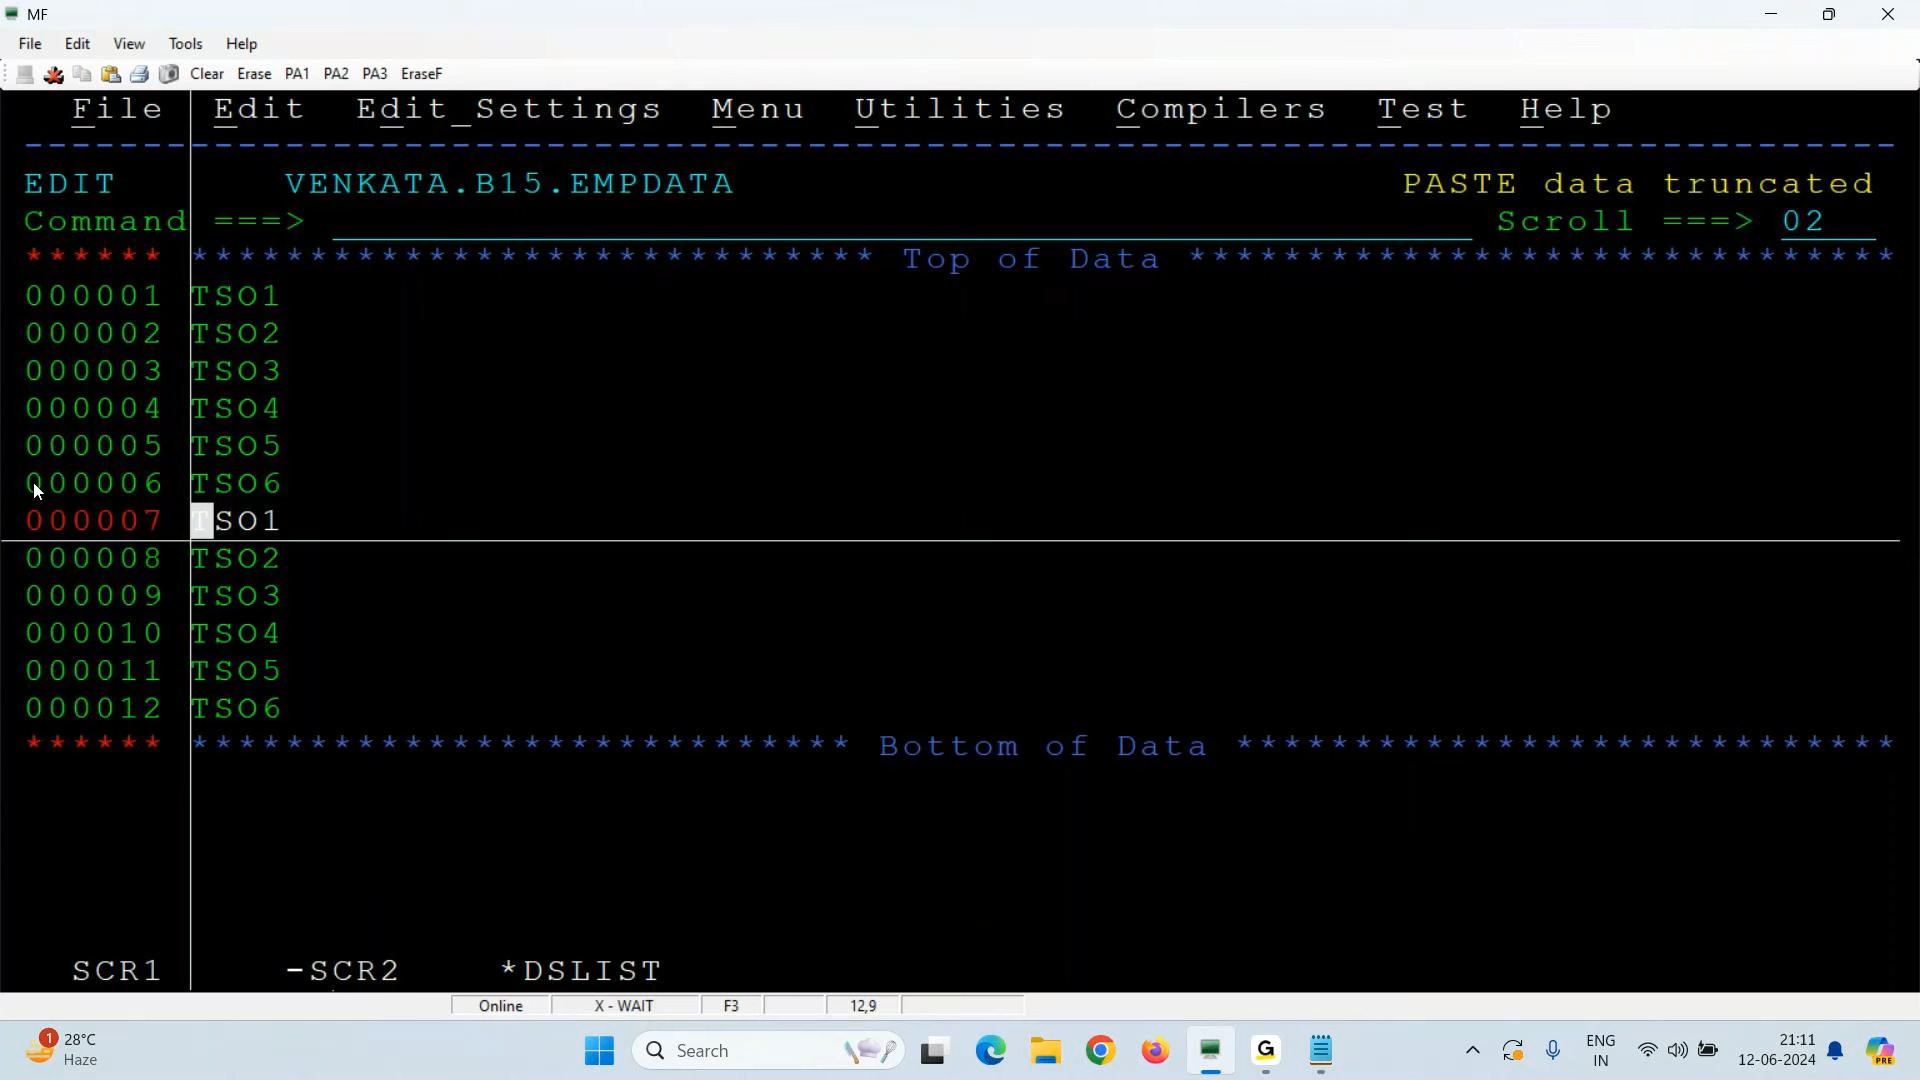 MF
File Edit View Tools Help
Clear Erase PA1 PA2 PA3 EraseF
File Edit Edit_Settings Menu Utilities Compilers Test Help
--------------------------------------------------------------------------------
EDIT VENKATA.B15.EMPDATA PASTE data truncated
Command ===> Scroll ===> 02
****** ***************************** Top of Data ******************************
000001 TSO1
000002 TSO2
000003 TSO3
000004 TSO4
000005 TSO5
000006 TSO6
000007 TSO1
000008 TSO2
000009 TSO3
000010 TSO4
000011 TSO5
000012 TSO6
****** **************************** Bottom of Data ****************************
SCR1 -SCR2 *DSLIST
Online X - WAIT F3 12,9
1 28°C Search ENG 21:11
Haze IN 12-06-2024 PRE